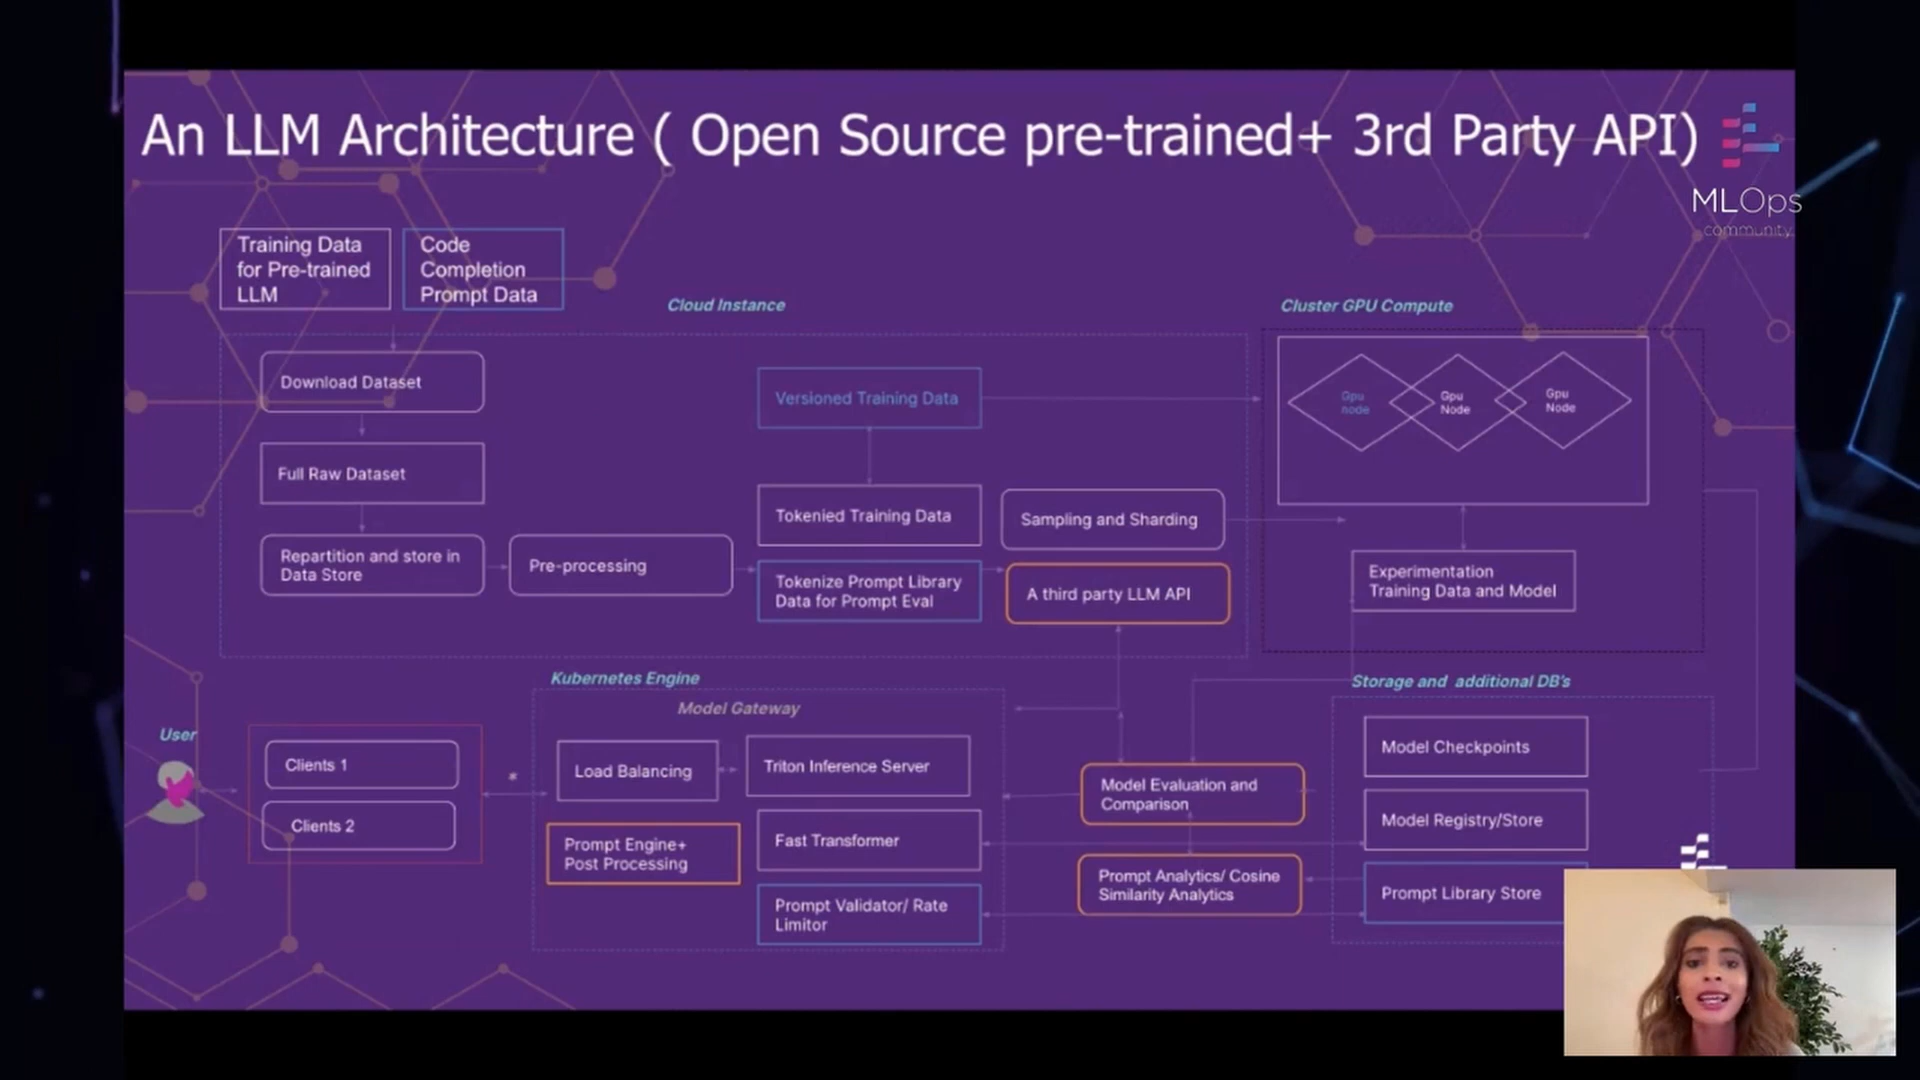 An LLM Architecture ( Open Source pre-trained+ 3rd Party API)
MLOps
community.
Training Data
for Pre-trained
LLM
Code
Completion
Prompt Data
Cloud Instance
Cluster GPU Compute
Download Dataset
Versioned Training Data
Gpu
node
Gpu
Node
Gpu
Node
Full Raw Dataset
Tokenied Training Data
Sampling and Sharding
Repartition and store in
Data Store
Pre-processing
Tokenize Prompt Library
Data for Prompt Eval
A third party LLM API
Experimentation
Training Data and Model
Kubernetes Engine
Storage and additional DB's
Model Gateway
User
Clients 1
Clients 2
*
Load Balancing
Triton Inference Server
Prompt Engine+
Post Processing
Fast Transformer
Prompt Validator/ Rate
Limitor
Model Evaluation and
Comparison
Prompt Analytics/ Cosine
Similarity Analytics
Model Checkpoints
Model Registry/Store
Prompt Library Store